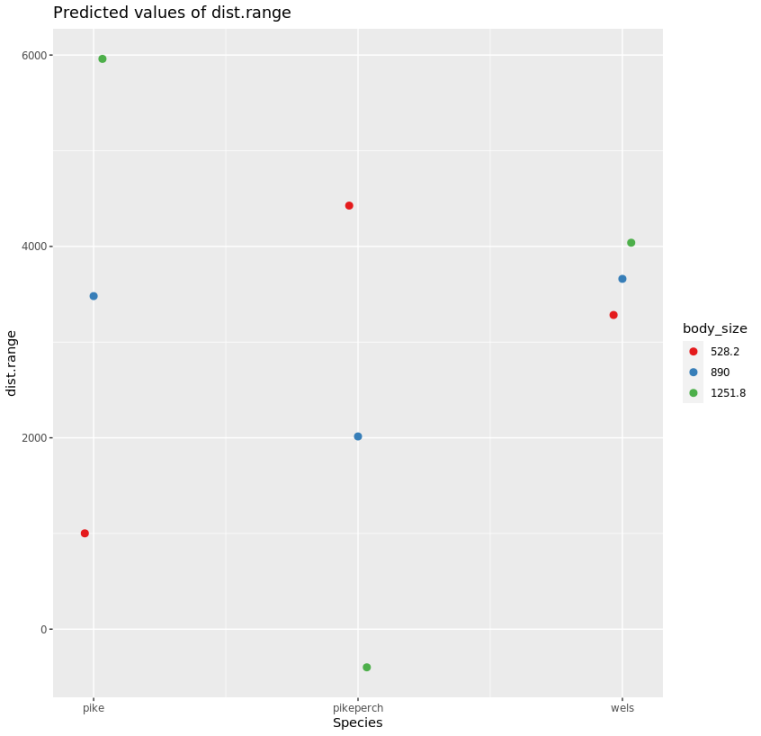 Predicted values of dist.range
6000
4000
2000
0
dist.range
pike
pikeperch
wels
Species
body_size
528.2
890
1251.8